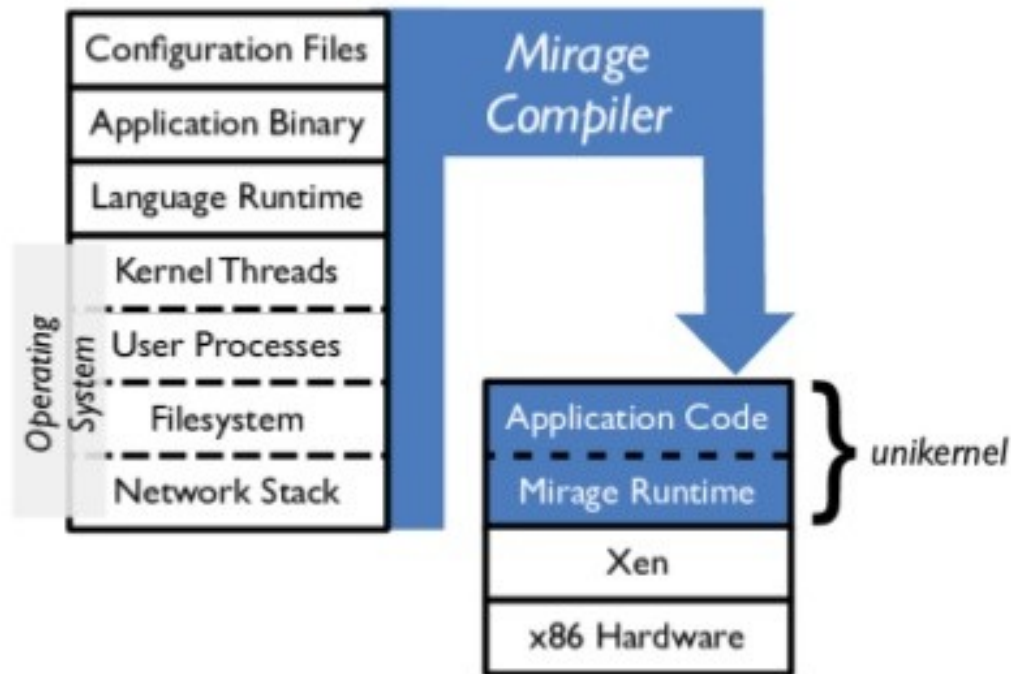 Configuration Files
Application Binary
Language Runtime
Kernel Threads
User Processes
Filesystem
Network Stack
Operating
System
Mirage
Compiler
Application Code
Mirage Runtime
unikernel
Xen
x86 Hardware